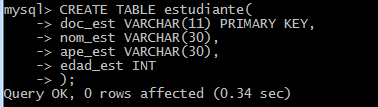 mysql> CREATE TABLE estudiante(
    -> doc_est VARCHAR(11) PRIMARY KEY,
    -> nom_est VARCHAR(30),
    -> ape_est VARCHAR(30),
    -> edad_est INT
    -> );
Query OK, 0 rows affected (0.34 sec)